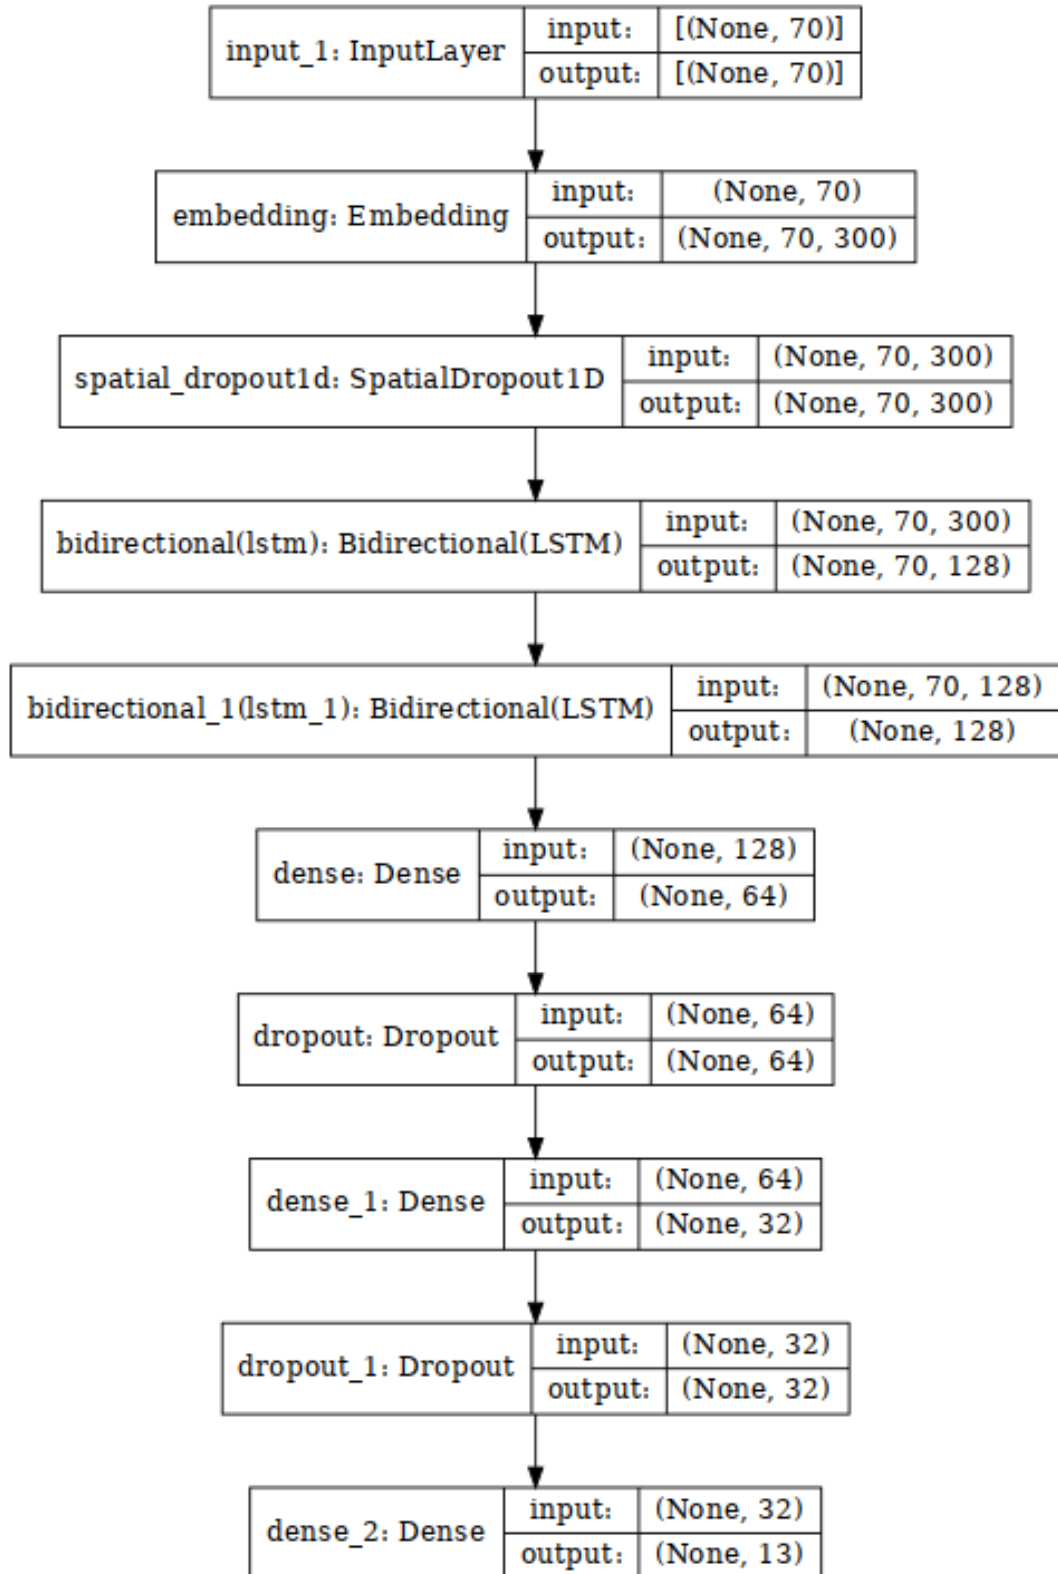 input_1: InputLayer
input: [(None, 70)]
output: [(None, 70)]
embedding: Embedding
input: (None, 70)
output: (None, 70, 300)
spatial_dropout1d: SpatialDropout1D
input: (None, 70, 300)
output: (None, 70, 300)
bidirectional(lstm): Bidirectional(LSTM)
input: (None, 70, 300)
output: (None, 70, 128)
bidirectional_1(lstm_1): Bidirectional(LSTM)
input: (None, 70, 128)
output: (None, 128)
dense: Dense
input: (None, 128)
output: (None, 64)
dropout: Dropout
input: (None, 64)
output: (None, 64)
dense_1: Dense
input: (None, 64)
output: (None, 32)
dropout_1: Dropout
input: (None, 32)
output: (None, 32)
dense_2: Dense
input: (None, 32)
output: (None, 13)